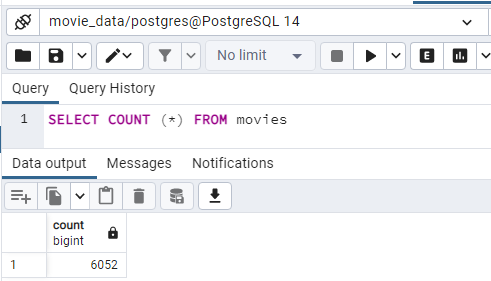 movie_data/postgres@PostgreSQL 14
No limit
E
Query Query History
1 SELECT COUNT (*) FROM movies
Data output Messages Notifications
count
bigint
1 6052